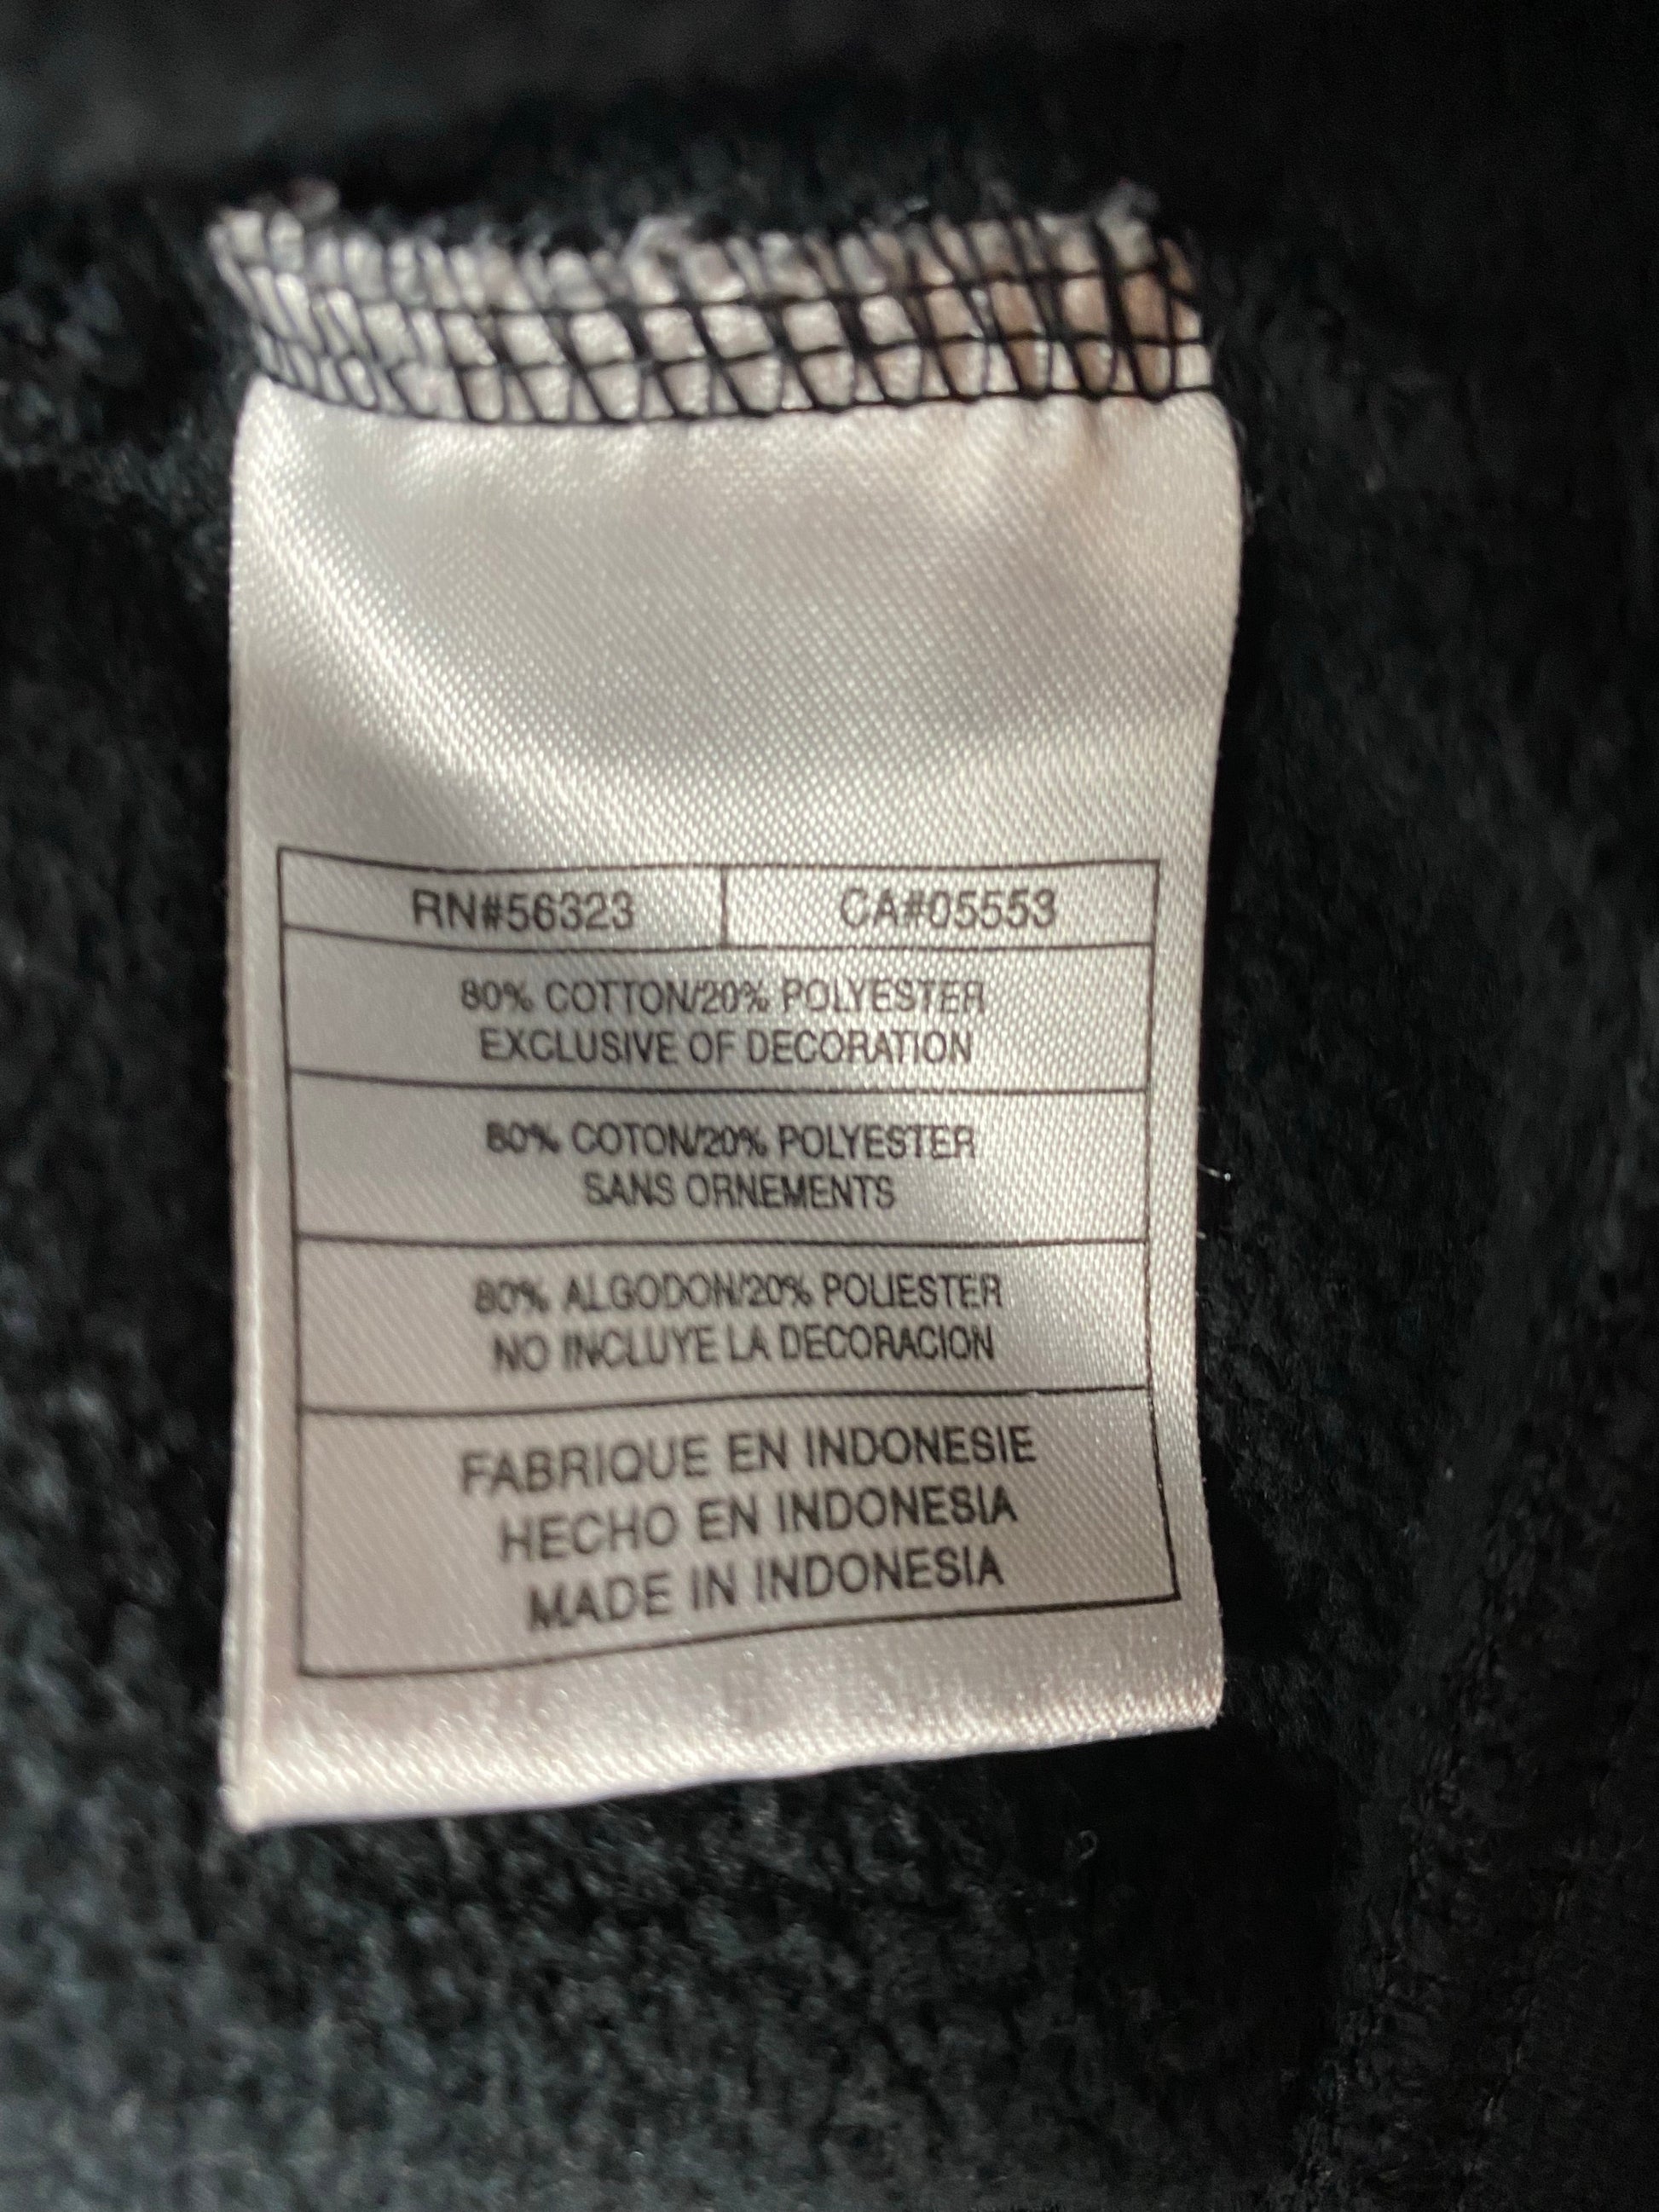 RN#56323 CA#05553
80% COTTON/20% POLYESTER
EXCLUSIVE OF DECORATION
80% COTON/20% POLYESTER
SANS ORNEMENTS
80% ALGODON/20% POLIESTER
NO INCLUYE LA DECORACION
FABRIQUE EN INDONESIE
HECHO EN INDONESIA
MADE IN INDONESIA